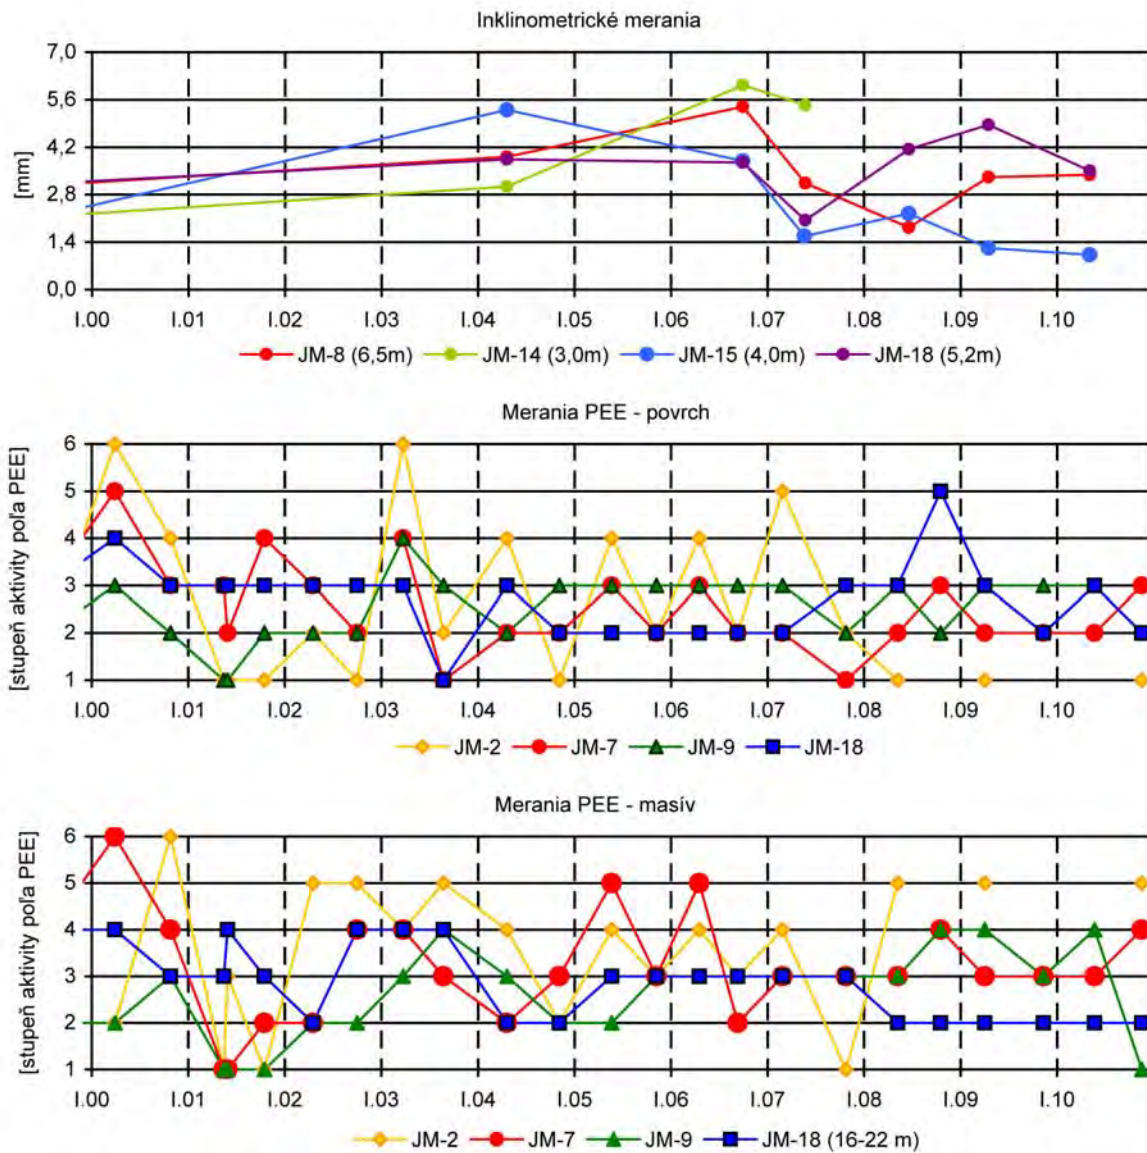 Inklinometrické merania
[mm]
7,0
5,6
4,2
2,8
1,4
0,0
I.00 I.01 I.02 I.03 I.04 I.05 I.06 I.07 I.08 I.09 I.10
JM-8 (6,5m) JM-14 (3,0m) JM-15 (4,0m) JM-18 (5,2m)
Merania PEE - povrch
[stupeň aktivity poľa PEE]
6
5
4
3
2
1
I.00 I.01 I.02 I.03 I.04 I.05 I.06 I.07 I.08 I.09 I.10
JM-2 JM-7 JM-9 JM-18
Merania PEE - masív
[stupeň aktivity poľa PEE]
6
5
4
3
2
1
I.00 I.01 I.02 I.03 I.04 I.05 I.06 I.07 I.08 I.09 I.10
JM-2 JM-7 JM-9 JM-18 (16-22 m)